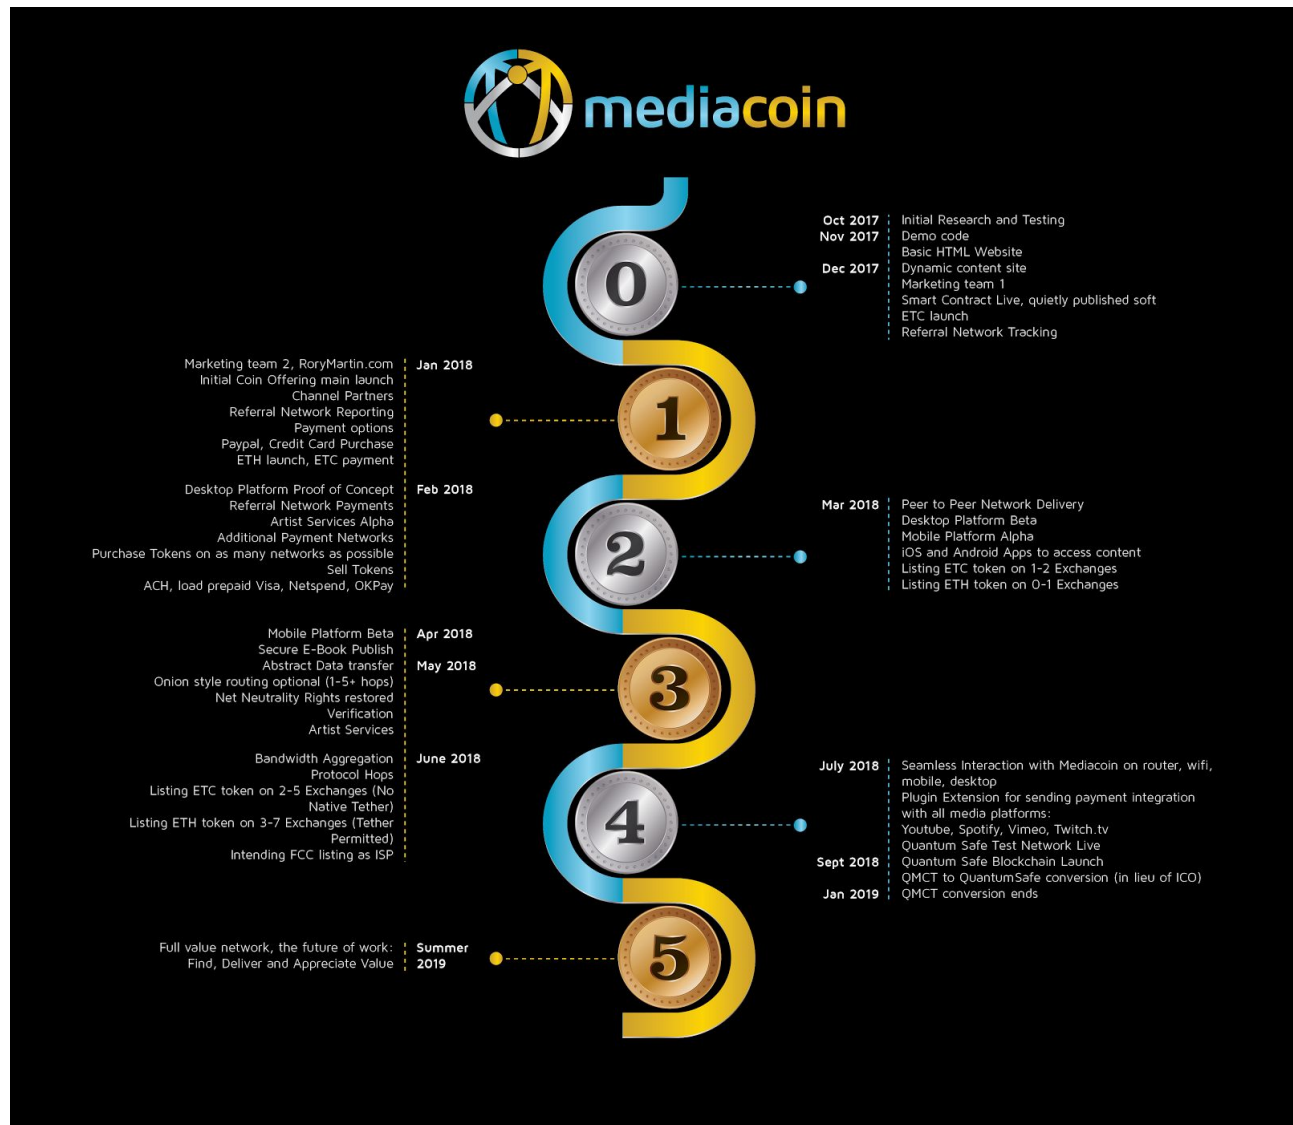 mediacoin
0
Oct 2017 Initial Research and Testing
Nov 2017 Demo code
Basic HTML Website
Dec 2017 Dynamic content site
Marketing team 1
Smart Contract Live, quietly published soft
ETC launch
Referral Network Tracking
1
Marketing team 2, RoryMartin.com Jan 2018
Initial Coin Offering main launch
Channel Partners
Referral Network Reporting
Payment options
Paypal, Credit Card Purchase
ETH launch, ETC payment
Desktop Platform Proof of Concept Feb 2018
Referral Network Payments
Artist Services Alpha
Additional Payment Networks
Purchase Tokens on as many networks as possible
Sell Tokens
ACH, load prepaid Visa, Netspend, OKPay
2
Mar 2018 Peer to Peer Network Delivery
Desktop Platform Beta
Mobile Platform Alpha
iOS and Android Apps to access content
Listing ETC token on 1-2 Exchanges
Listing ETH token on 0-1 Exchanges
3
Mobile Platform Beta Apr 2018
Secure E-Book Publish
Abstract Data transfer May 2018
Onion style routing optional (1-5+ hops)
Net Neutrality Rights restored
Verification
Artist Services
Bandwidth Aggregation June 2018
Protocol Hops
Listing ETC token on 2-5 Exchanges (No
Native Tether)
Listing ETH token on 3-7 Exchanges (Tether
Permitted)
Intending FCC listing as ISP
4
July 2018 Seamless Interaction with Mediacoin on router, wifi,
mobile, desktop
Plugin Extension for sending payment integration
with all media platforms:
Youtube, Spotify, Vimeo, Twitch.tv
Quantum Safe Test Network Live
Sept 2018 Quantum Safe Blockchain Launch
QMCT to QuantumSafe conversion (in lieu of ICO)
Jan 2019 QMCT conversion ends
5
Full value network, the future of work: Summer
Find, Deliver and Appreciate Value 2019